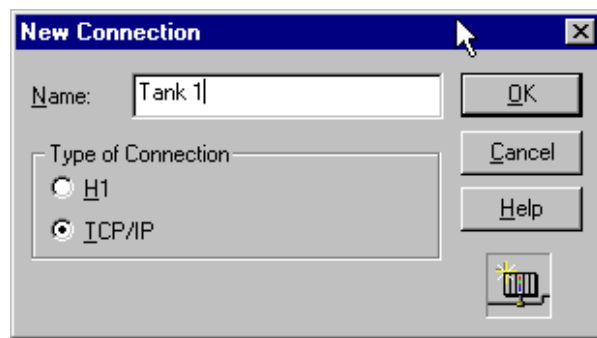 New Connection
Name: Tank 1
OK
Type of Connection
Cancel
H1
Help
TCP/IP